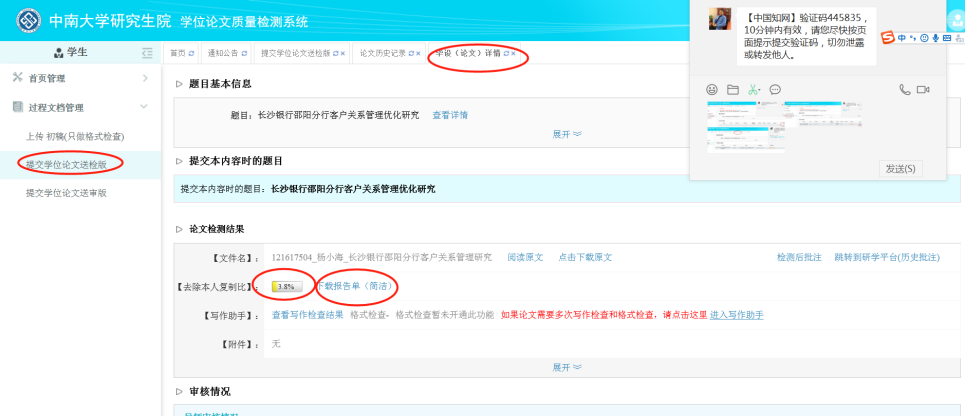 中南大学研究生院 学位论文质量检测系统
【中国知网】验证码445835，
10分钟内有效，请您尽快按页
面提示提交验证码，切勿泄露
或转发他人。
中
发送(S)
学生
首页 通知公告 提交学位论文送检版 论文历史记录 学设（论文）详情
首页管理
过程文档管理
上传 初稿(只做格式检查)
提交学位论文送检版
提交学位论文送审版
题目基本信息
题目：长沙银行邵阳分行客户关系管理优化研究 查看详情
展开
提交本内容时的题目
提交本内容时的题目：长沙银行邵阳分行客户关系管理优化研究
论文检测结果
【文件名】： 121617504_杨小海_长沙银行邵阳分行客户关系管理优化研究 阅读原文 点击下载原文 检测后批注 跳转到研学平台(历史批注)
【去除本人复制比】： 3.8% 下载报告单（简洁）
【写作助手】： 查看写作检查结果 格式检查，格式检查暂未开通此功能 如果论文需要多次写作检查和格式检查，请点击这里 进入写作助手
【附件】： 无
展开
审核情况